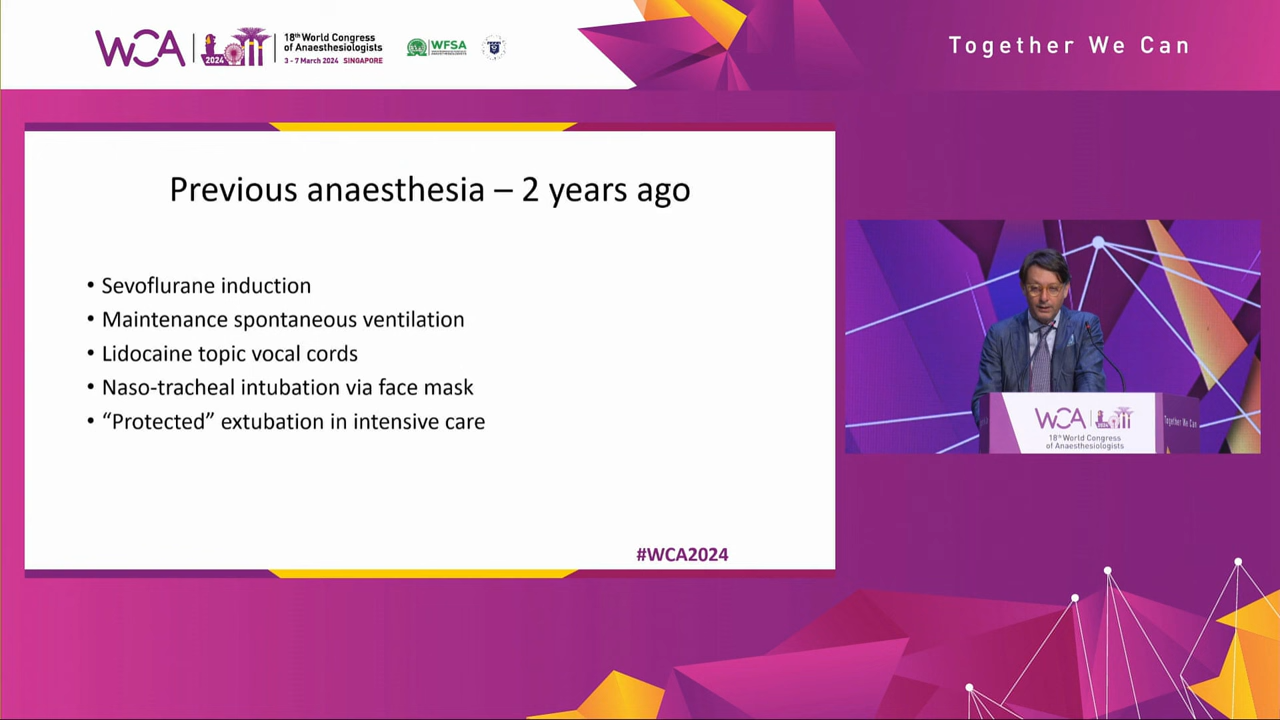 WCA
2024
18th World Congress
of Anaesthesiologists
3 - 7 March 2024 SINGAPORE
WFSA
Together We Can
Previous anaesthesia – 2 years ago
• Sevoflurane induction
• Maintenance spontaneous ventilation
• Lidocaine topic vocal cords
• Naso-tracheal intubation via face mask
• “Protected” extubation in intensive care
#WCA2024
WCA
18th World Congress
of Anaesthesiologists
Together We Can